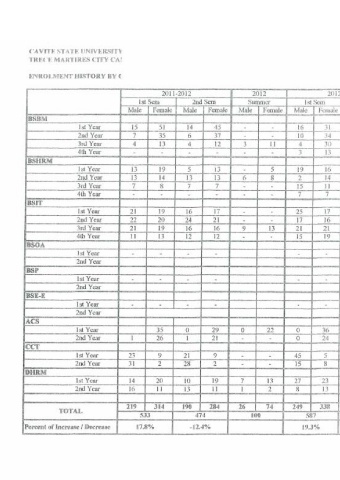 CAVITE STATE UNIVERSITY
TRECE MARTIRES CITY CA
ENROLMENT HISTORY BY
2011-2012 2012 201
1st Sem 2nd Sem Summer 1st Sem
Male Female Male Female Male Female Male Female
BSBM
1st Year 15 51 14 45 - - 16 31
2nd Year 7 35 6 37 - - 10 34
3rd Year 4 13 4 12 3 11 4 30
4th Year - - - - - - 3 13
BSHRM
1st Year 13 19 5 13 - 5 19 16
2nd Year 13 14 13 13 6 8 2 14
3rd Year 7 8 7 7 - - 15 11
4th Year - - - - - - 7 7
BSIT
1st Year 21 19 16 17 - - 25 17
2nd Year 22 20 24 21 - - 17 16
3rd Year 21 19 16 16 9 13 21 21
4th Year 11 13 12 12 - - 15 19
BSOA
1st Year - - - - - - - -
2nd Year
BSP
1st Year - - - - - - - -
2nd Year
BSE-E
1st Year - - - - - - - -
2nd Year
ACS
1st Year 35 0 29 0 22 0 36
2nd Year 1 26 1 21 - - 0 24
CCT
1st Year 23 9 21 9 - - 45 5
2nd Year 31 2 28 2 - - 15 8
DHRM
1st Year 14 20 10 19 7 13 27 23
2nd Year 16 11 13 11 1 2 8 13
TOTAL 219 314 190 284 26 74 249 338
533 474 100 587
Percent of Increase / Decrease 17.8% -12.4% 19.3%